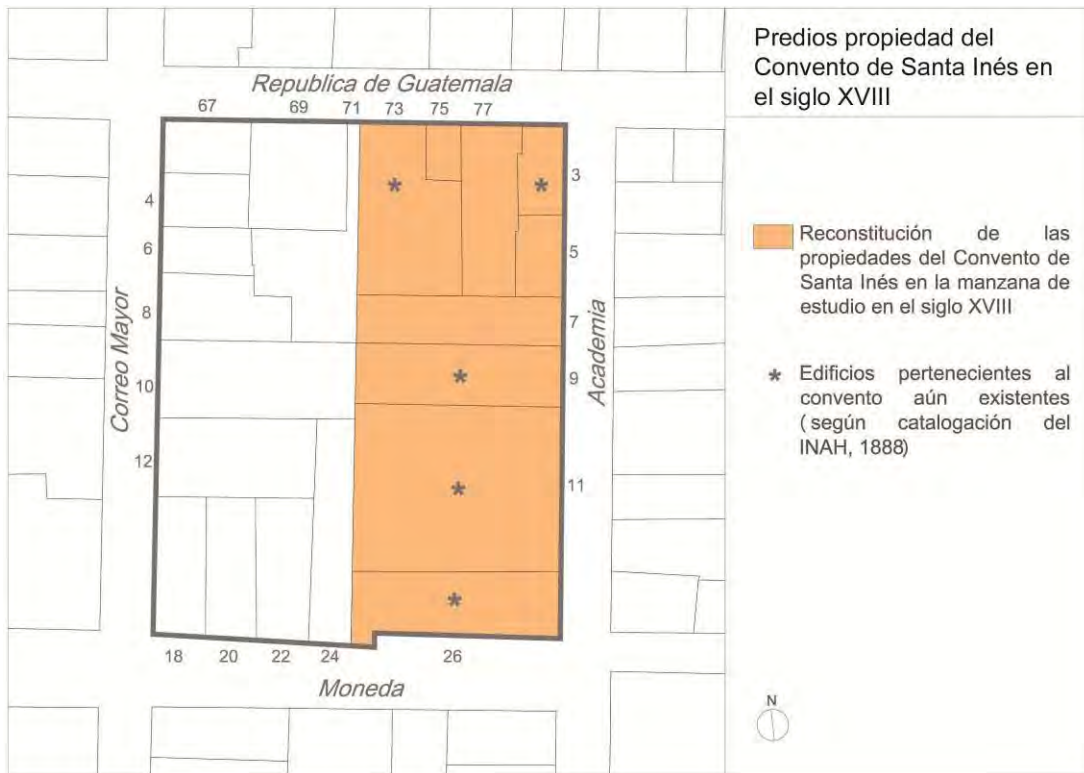 Predios propiedad del
Convento de Santa Inés en
el siglo XVIII
Republica de Guatemala
67 69 71 73 75 77
4
6
8
10
12
Correo Mayor
3
5
7
9
11
Academia
18 20 22 24 26
Moneda
Reconstitución de las
propiedades del Convento de
Santa Inés en la manzana de
estudio en el siglo XVIII
* Edificios pertenecientes al
convento aún existentes
(según catalogación del
INAH, 1888)
N